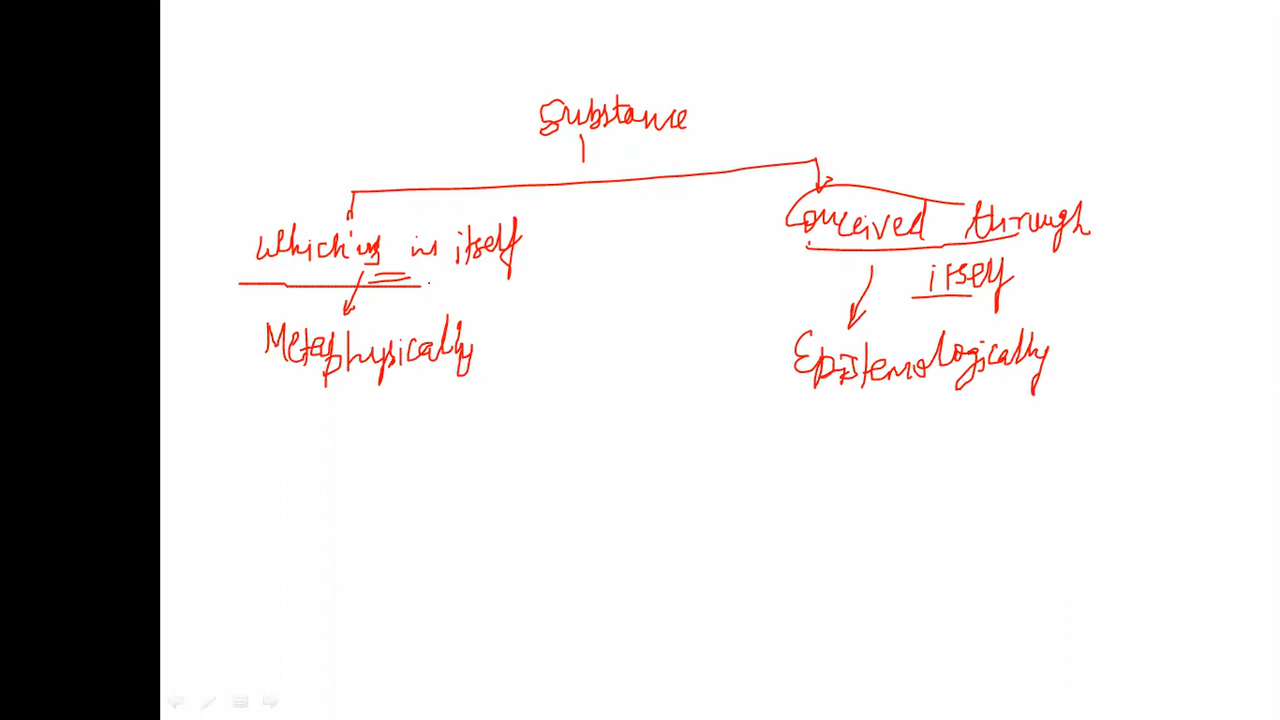 Substance
which is in itself
Conceived through
itself
Metaphysically
Epistemologically